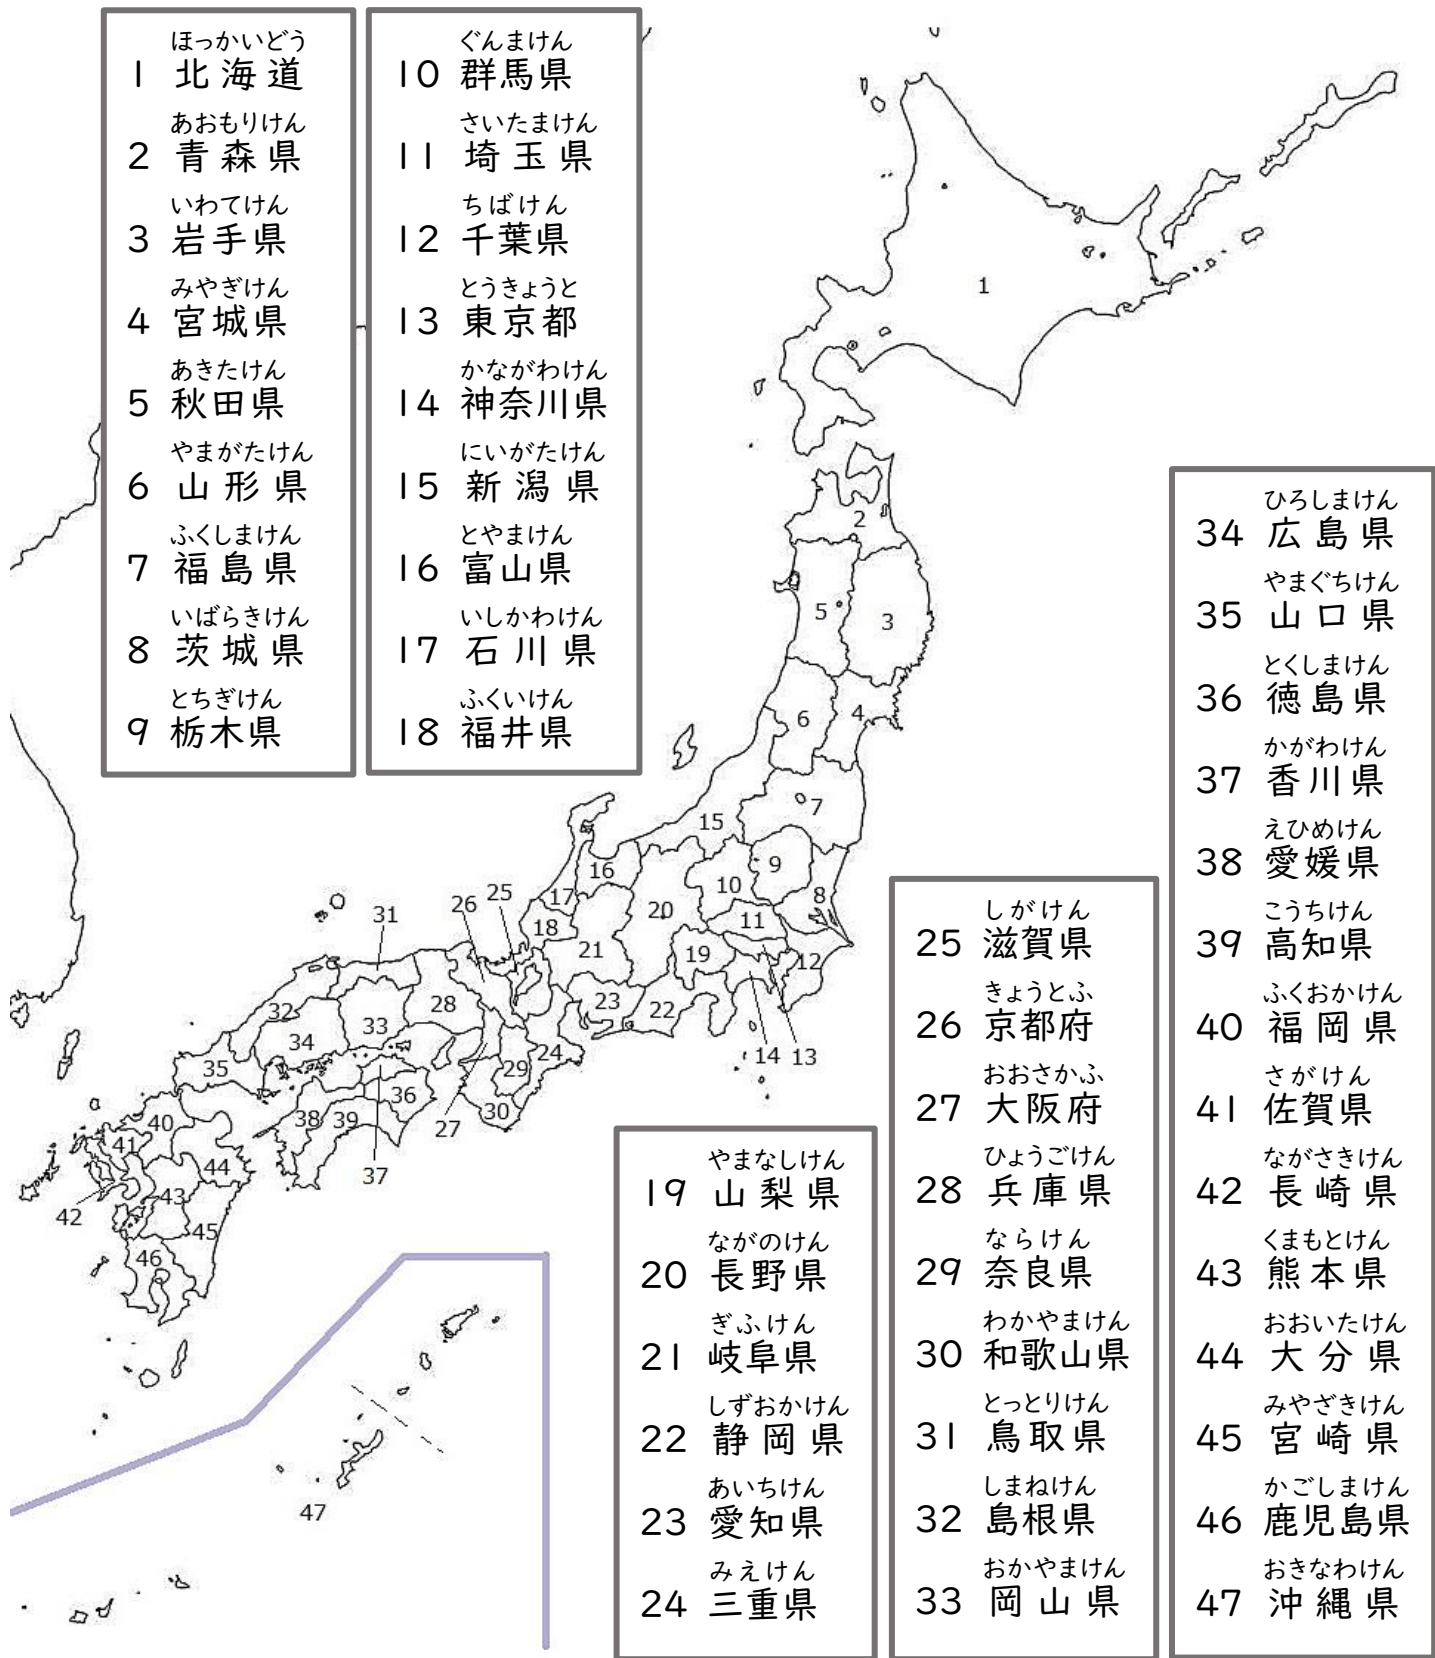 ほっかいどう
1 北海道
あおもりけん
2 青森県
いわてけん
3 岩手県
みやぎけん
4 宮城県
あきたけん
5 秋田県
やまがたけん
6 山形県
ふくしまけん
7 福島県
いばらきけん
8 茨城県
とちぎけん
9 栃木県
ぐんまけん
10 群馬県
さいたまけん
11 埼玉県
ちばけん
12 千葉県
とうきょうと
13 東京都
かながわけん
14 神奈川県
にいがたけん
15 新潟県
とやまけん
16 富山県
いしかわけん
17 石川県
ふくいけん
18 福井県
やまなしけん
19 山梨県
ながのけん
20 長野県
ぎふけん
21 岐阜県
しずおかけん
22 静岡県
あいちけん
23 愛知県
みえけん
24 三重県
しがけん
25 滋賀県
きょうとふ
26 京都府
おおさかふ
27 大阪府
ひょうごけん
28 兵庫県
ならけん
29 奈良県
わかやまけん
30 和歌山県
とっとりけん
31 鳥取県
しまねけん
32 島根県
おかやまけん
33 岡山県
ひろしまけん
34 広島県
やまぐちけん
35 山口県
とくしまけん
36 徳島県
かがわけん
37 香川県
えひめけん
38 愛媛県
こうちけん
39 高知県
ふくおかけん
40 福岡県
さがけん
41 佐賀県
ながさきけん
42 長崎県
くまもとけん
43 熊本県
おおいたけん
44 大分県
みやざきけん
45 宮崎県
かごしまけん
46 鹿児島県
おきなわけん
47 沖縄県
1
2
5
3
6
4
7
15
9
16
10
8
25
17
26
31
20
11
18
21
19
12
28
23
32
22
33
34
24
14
13
35
29
36
30
40
38
39
27
41
44
37
43
42
45
46
47